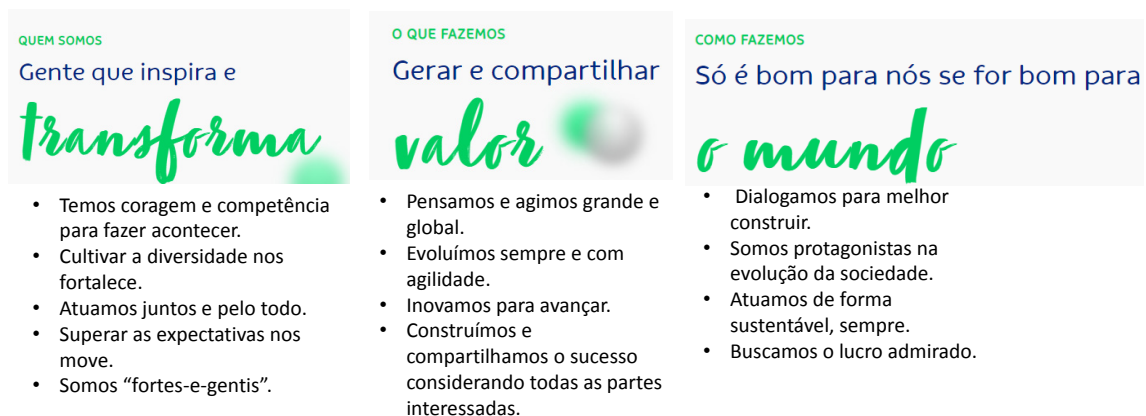 QUEM SOMOS
Gente que inspira e
transforma
• Temos coragem e competência
para fazer acontecer.
• Cultivar a diversidade nos
fortalece.
• Atuamos juntos e pelo todo.
• Superar as expectativas nos
move.
• Somos “fortes-e-gentis”.
O QUE FAZEMOS
Gerar e compartilhar
valor
• Pensamos e agimos grande e
global.
• Evoluímos sempre e com
agilidade.
• Inovamos para avançar.
• Construímos e
compartilhamos o sucesso
considerando todas as partes
interessadas.
COMO FAZEMOS
Só é bom para nós se for bom para
o mundo
• Dialogamos para melhor
construir.
• Somos protagonistas na
evolução da sociedade.
• Atuamos de forma
sustentável, sempre.
• Buscamos o lucro admirado.